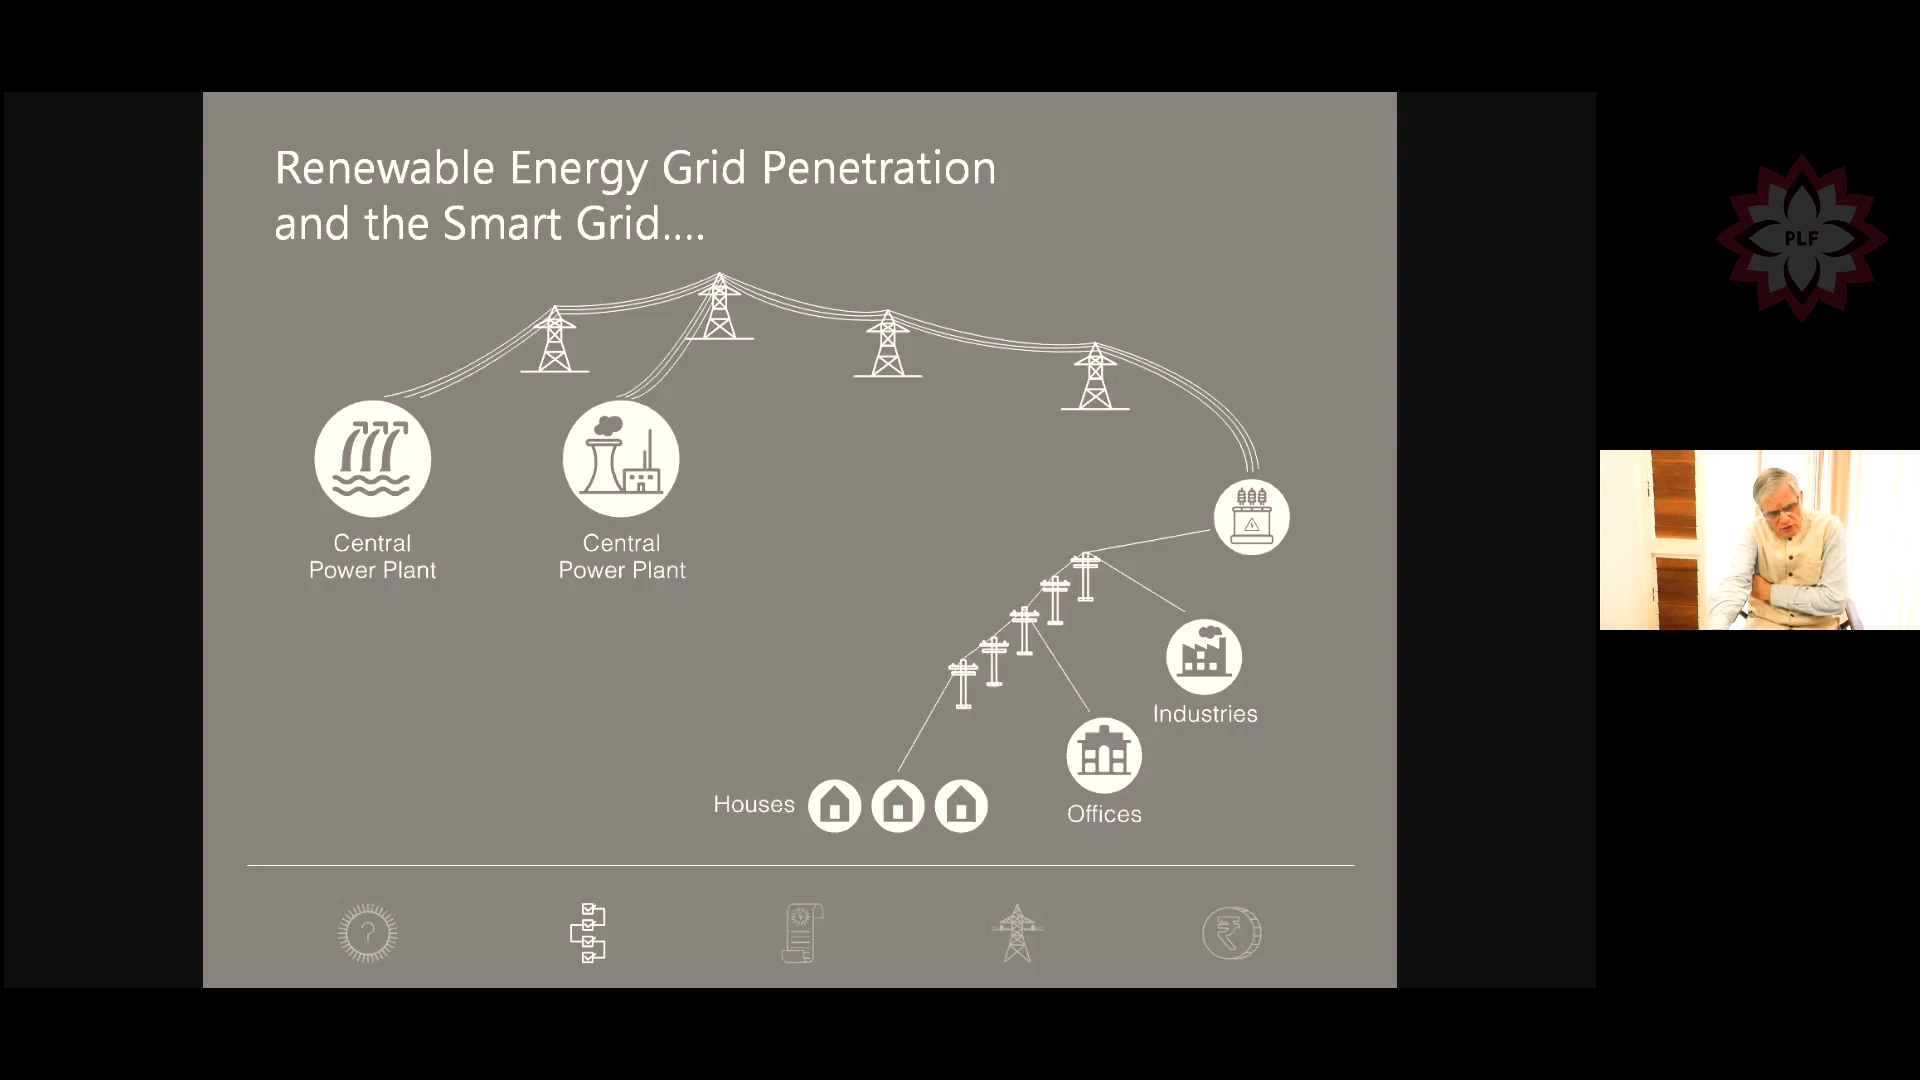 Renewable Energy Grid Penetration
and the Smart Grid....
PLF
Central
Power Plant
Central
Power Plant
Industries
Houses
Offices
?
₹